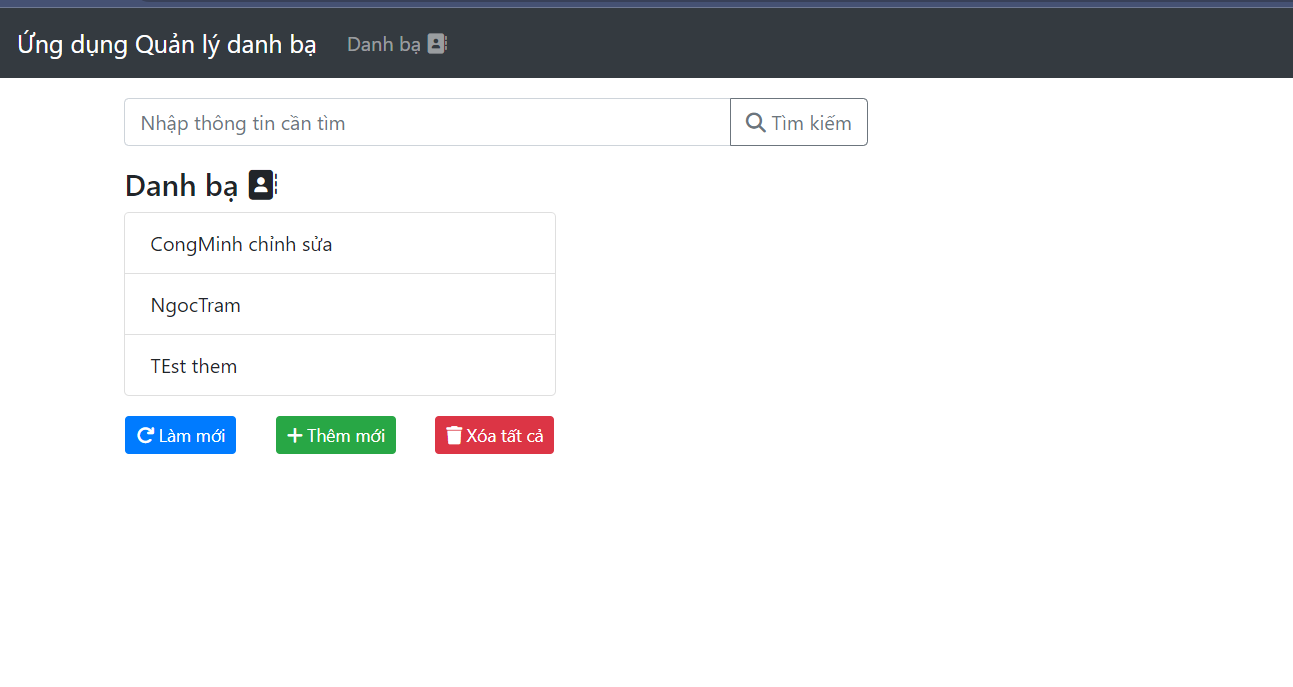 Ứng dụng Quản lý danh bạ Danh bạ
Nhập thông tin cần tìm Tìm kiếm
Danh bạ
CongMinh chỉnh sửa
NgocTram
TEst them
Làm mới Thêm mới Xóa tất cả